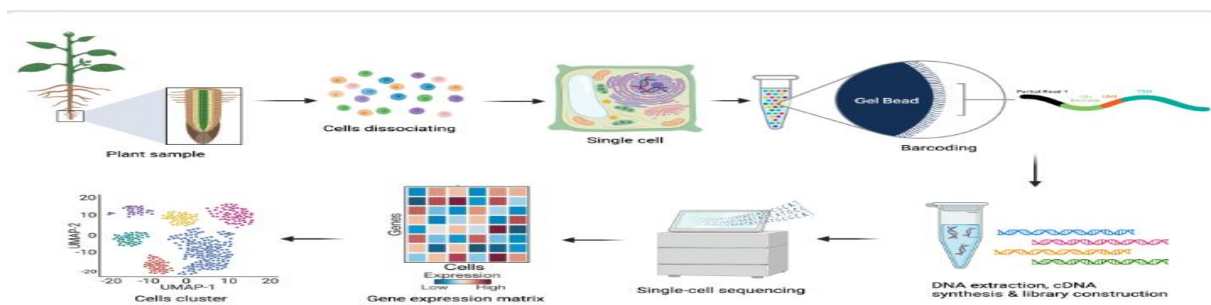 Plant sample
Cells dissociating
Single cell
Gel Bead
Barcoding
Partial Read 1
UMI
TSO
DNA extraction, cDNA
synthesis & library construction
Single-cell sequencing
Genes
Cells
Expression
Low High
Gene expression matrix
UMAP-2
20
10
0
-10
-20
-20 -10 0 10 20
UMAP-1
Cells cluster